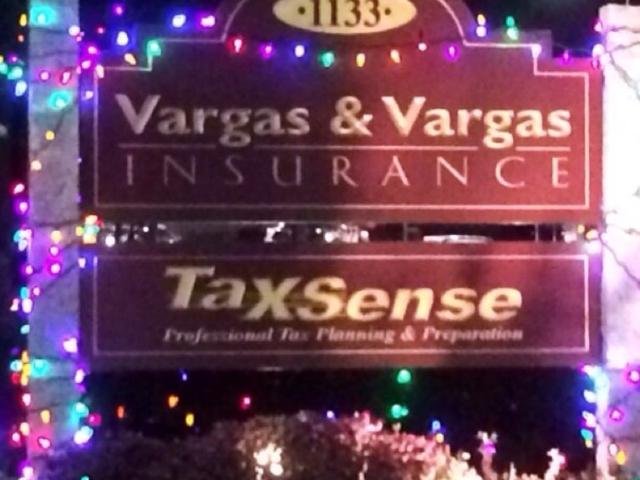 ·1133·
Vargas & Vargas
INSURANCE
TaxSense
Professional Tax Planning & Preparation